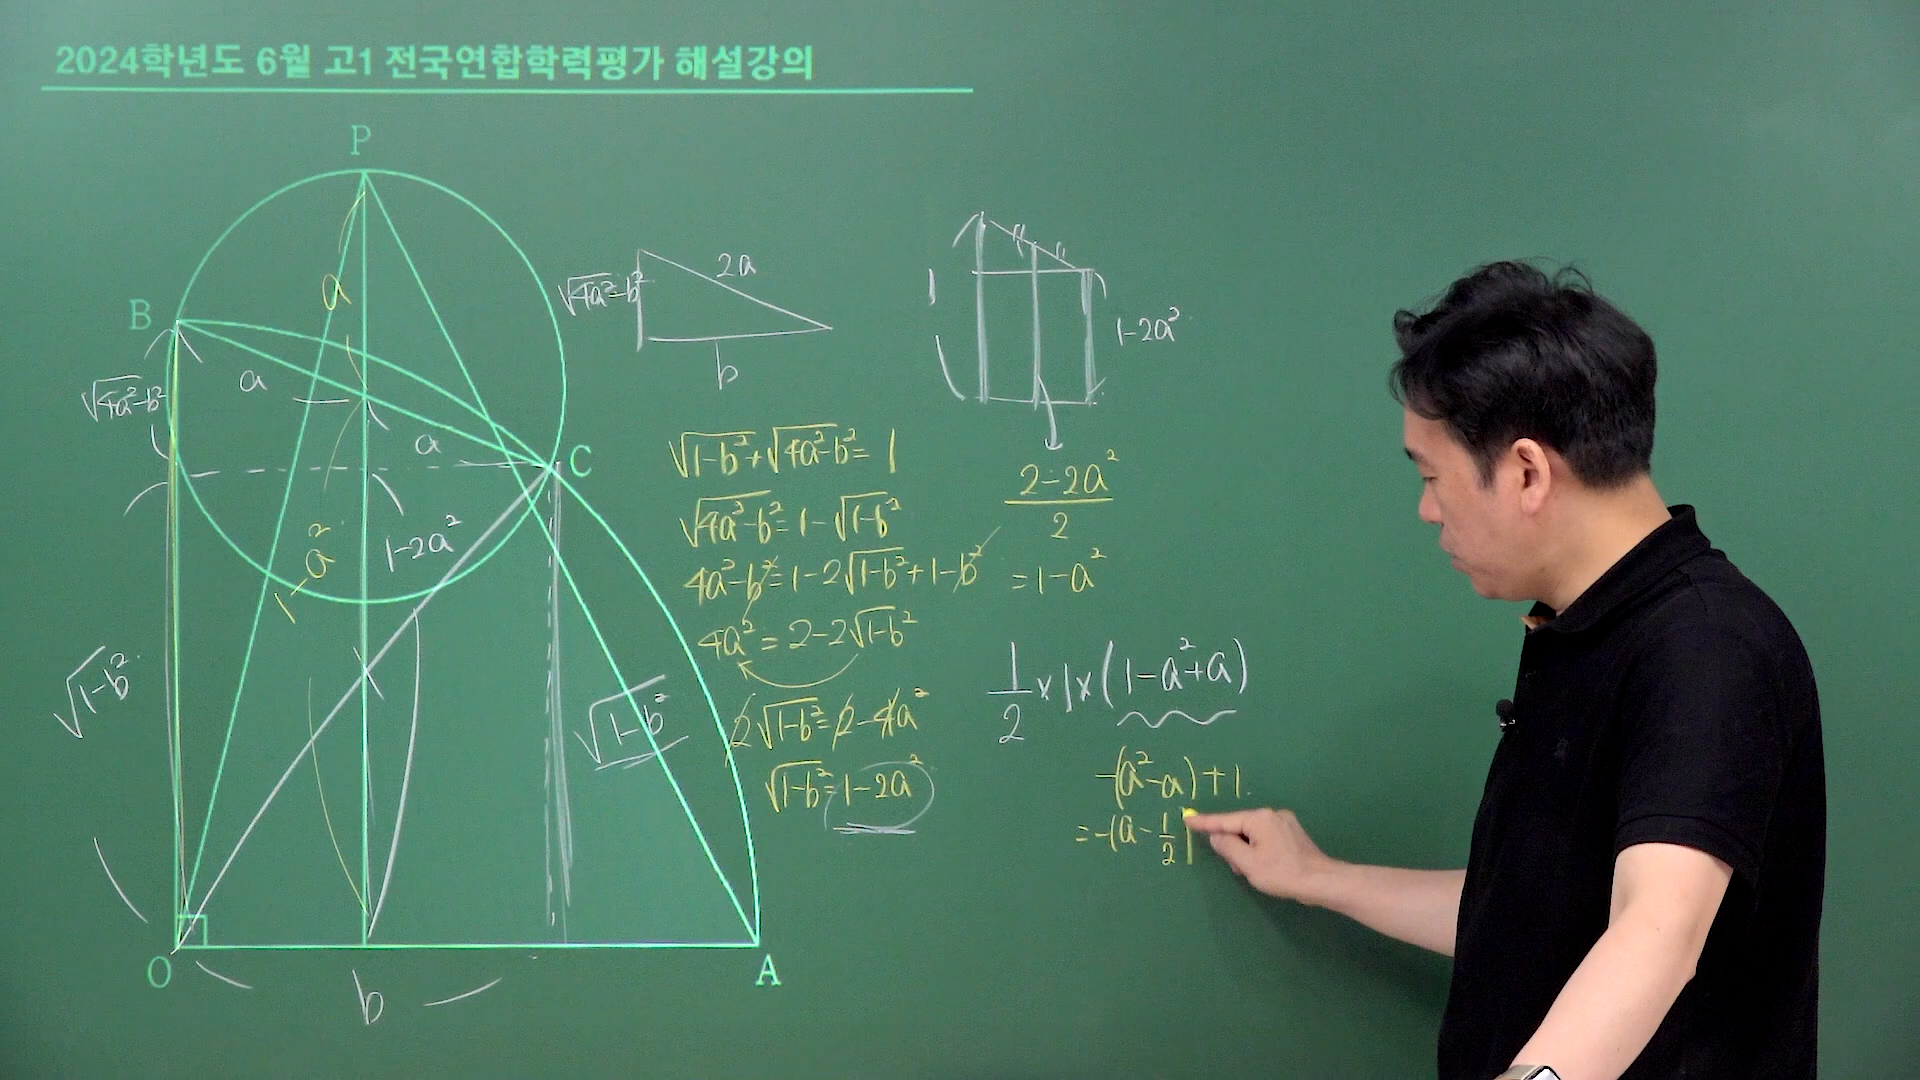 2024학년도 6월 고1 전국연합학력평가 해설강의
P
B
C
O
A
a
a
a
√4a²-b²
1-a²
1-2a²
√1-b²
√1-b²
b
√4a²-b²
2a
b
1
1-2a²
√1-b²+√4a²-b²=1
√4a²-b²=1-√1-b²
4a²-b²=1-2√1-b²+1-b²
4a²=2-2√1-b²
2√1-b²=2-4a²
√1-b²=1-2a²
2-2a²
2
=1-a²
1/2×1×(1-a²+a)
-(a²-a)+1
=-(a-1/2)